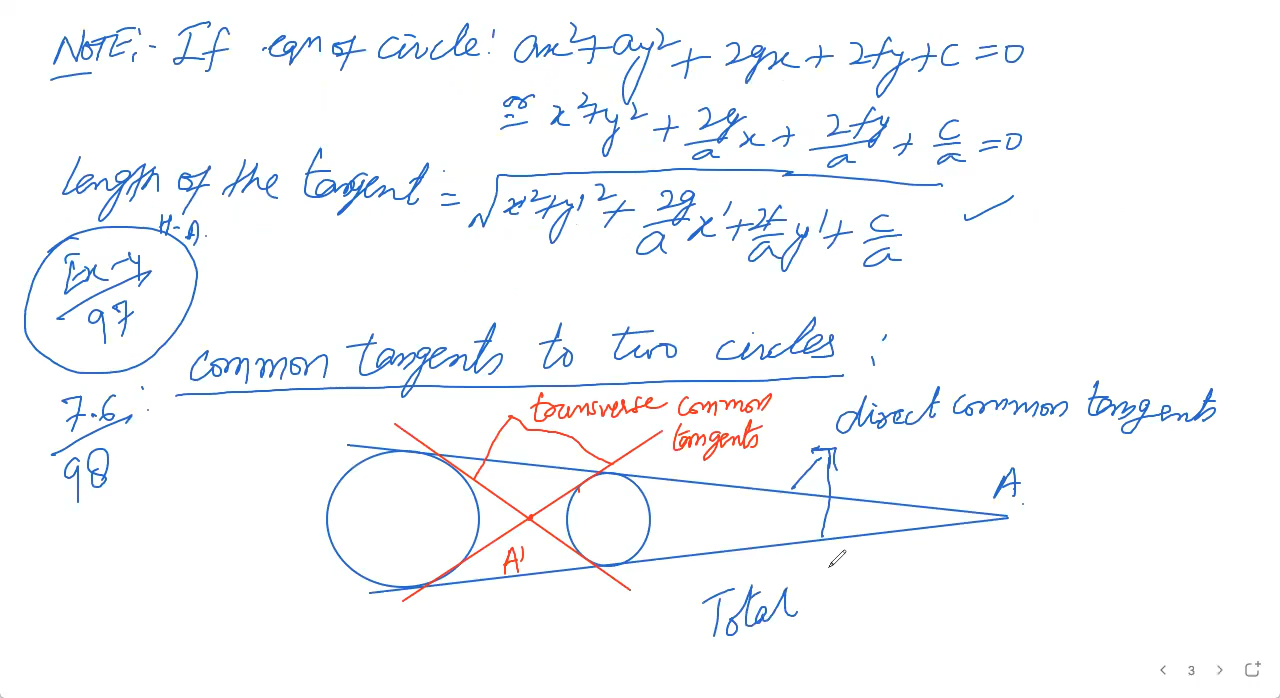 NOTE:- If eqn of circle: ax²+ay²+2gx+2fy+c=0
or x²+y²+2g/a x+2fy/a+c/a=0
length of the tangent = √x'²+y'²+2g/a x'+2f/a y'+c/a
H-A.
Ex-4/97
common tangents to two circles:
7.6/98
transverse common
tangents
direct common tangents
A
A'
Total
3